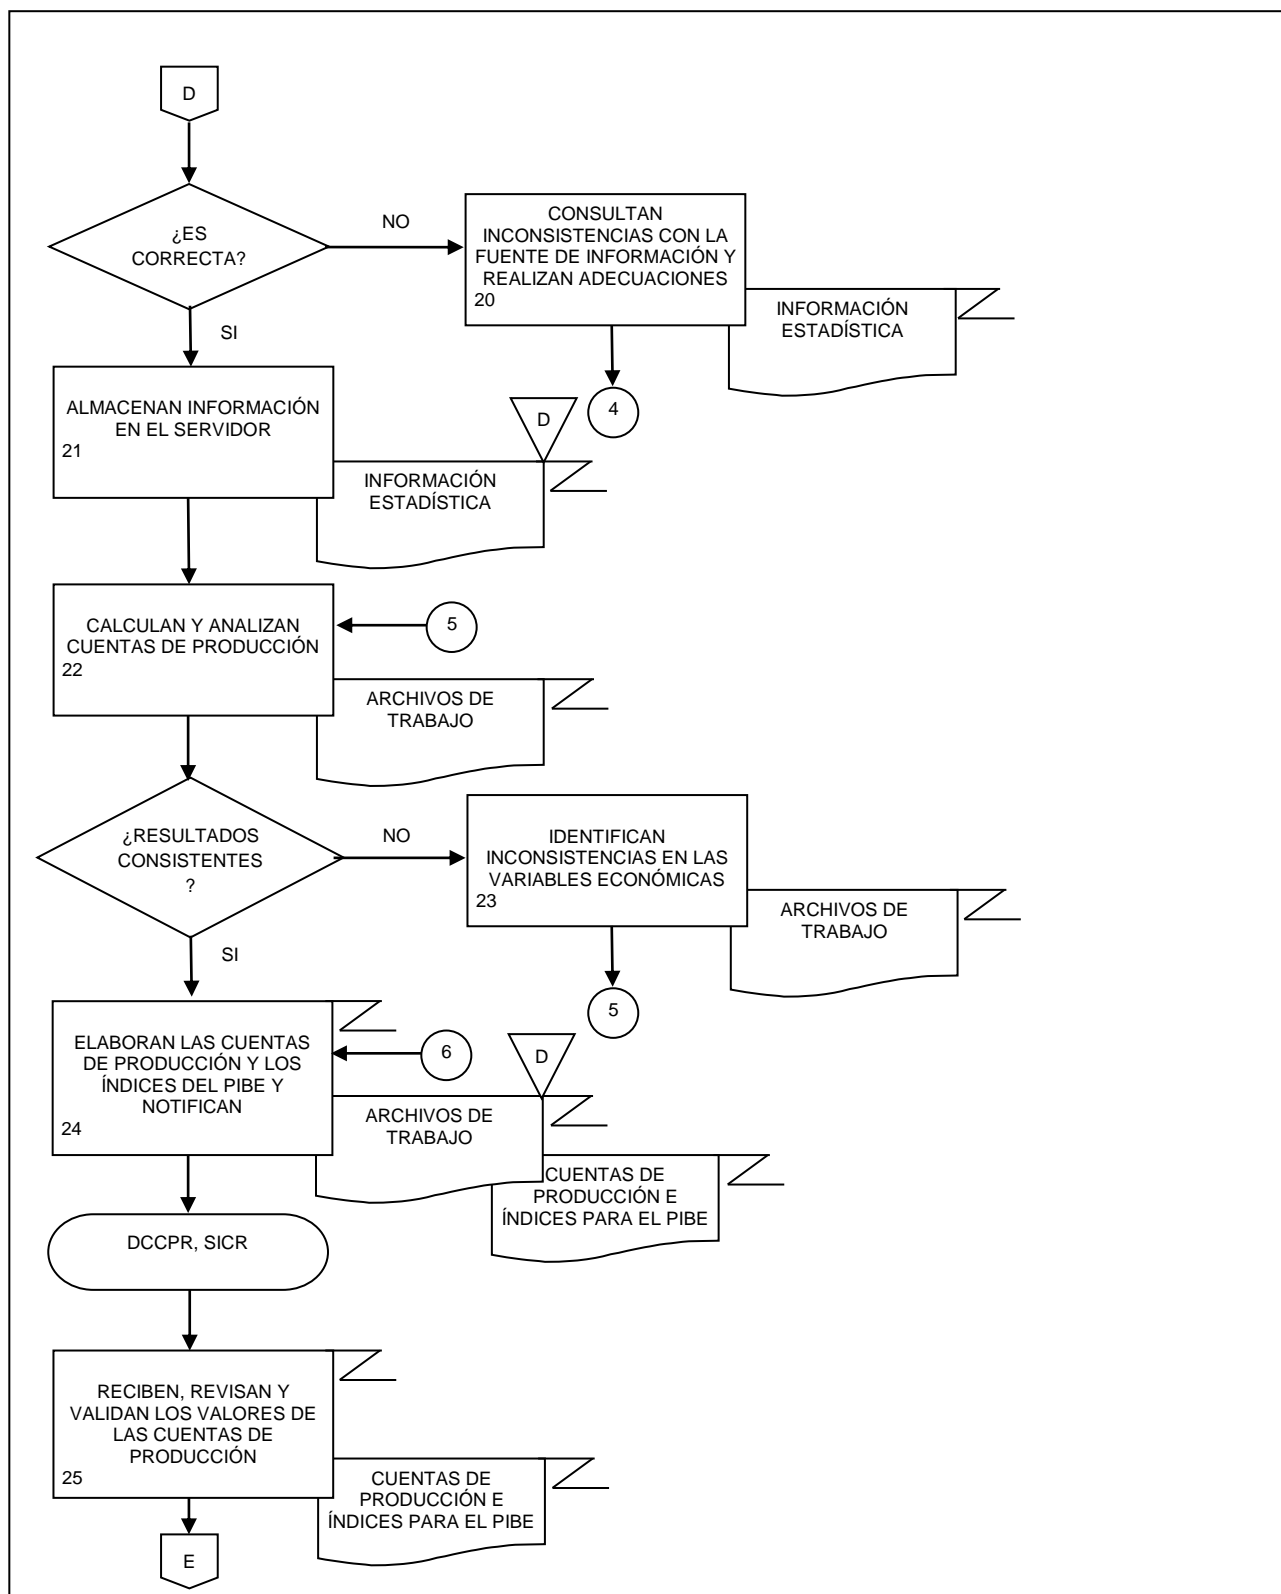 D
¿ES
CORRECTA?
NO
CONSULTAN
INCONSISTENCIAS CON LA
FUENTE DE INFORMACIÓN Y
REALIZAN ADECUACIONES
20
INFORMACIÓN
ESTADÍSTICA
SI
4
ALMACENAN INFORMACIÓN
EN EL SERVIDOR
21
D
INFORMACIÓN
ESTADÍSTICA
CALCULAN Y ANALIZAN
CUENTAS DE PRODUCCIÓN
22
5
ARCHIVOS DE
TRABAJO
¿RESULTADOS
CONSISTENTES
?
NO
IDENTIFICAN
INCONSISTENCIAS EN LAS
VARIABLES ECONÓMICAS
23
ARCHIVOS DE
TRABAJO
SI
5
ELABORAN LAS CUENTAS
DE PRODUCCIÓN Y LOS
ÍNDICES DEL PIBE Y
NOTIFICAN
24
6
D
ARCHIVOS DE
TRABAJO
CUENTAS DE
PRODUCCIÓN E
ÍNDICES PARA EL PIBE
DCCPR, SICR
RECIBEN, REVISAN Y
VALIDAN LOS VALORES DE
LAS CUENTAS DE
PRODUCCIÓN
25
CUENTAS DE
PRODUCCIÓN E
ÍNDICES PARA EL PIBE
E